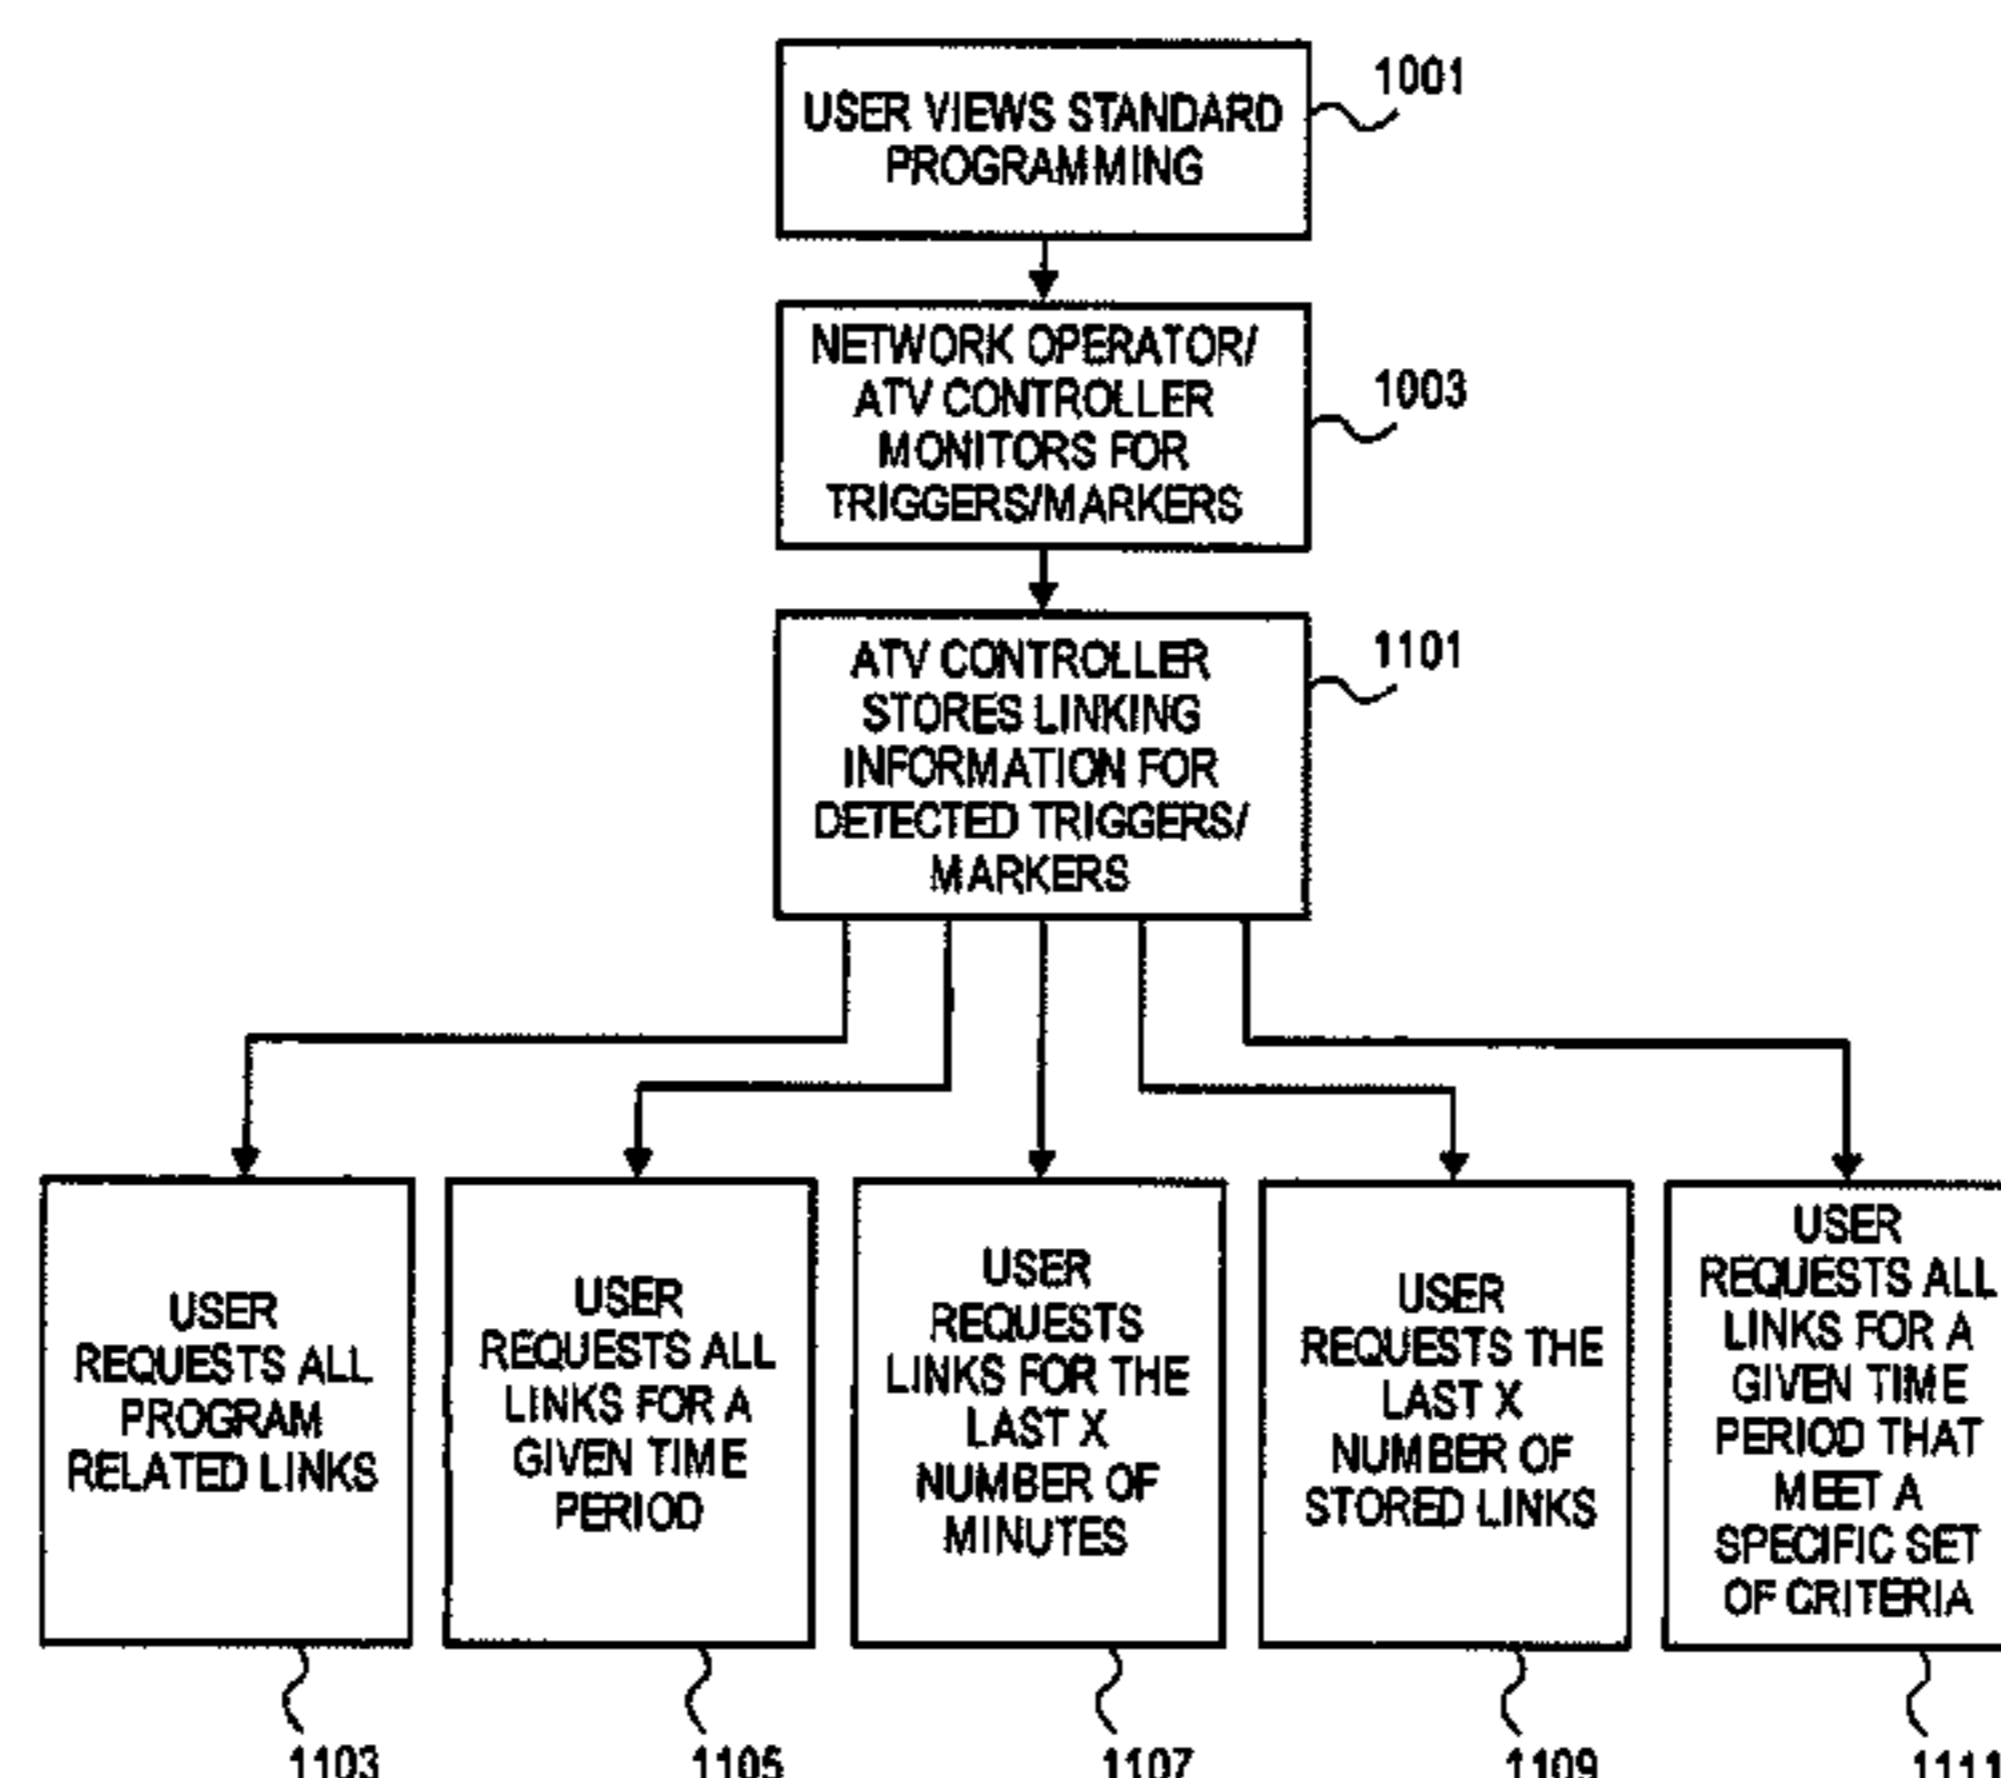 USER VIEWS STANDARD
PROGRAMMING
1001
NETWORK OPERATOR/
ATV CONTROLLER
MONITORS FOR
TRIGGERS/MARKERS
1003
ATV CONTROLLER
STORES LINKING
INFORMATION FOR
DETECTED TRIGGERS/
MARKERS
1101
USER
REQUESTS ALL
PROGRAM
RELATED LINKS
1103
USER
REQUESTS ALL
LINKS FOR A
GIVEN TIME
PERIOD
1105
USER
REQUESTS
LINKS FOR THE
LAST X
NUMBER OF
MINUTES
1107
USER
REQUESTS THE
LAST X
NUMBER OF
STORED LINKS
1109
USER
REQUESTS ALL
LINKS FOR A
GIVEN TIME
PERIOD THAT
MEET A
SPECIFIC SET
OF CRITERIA
1111